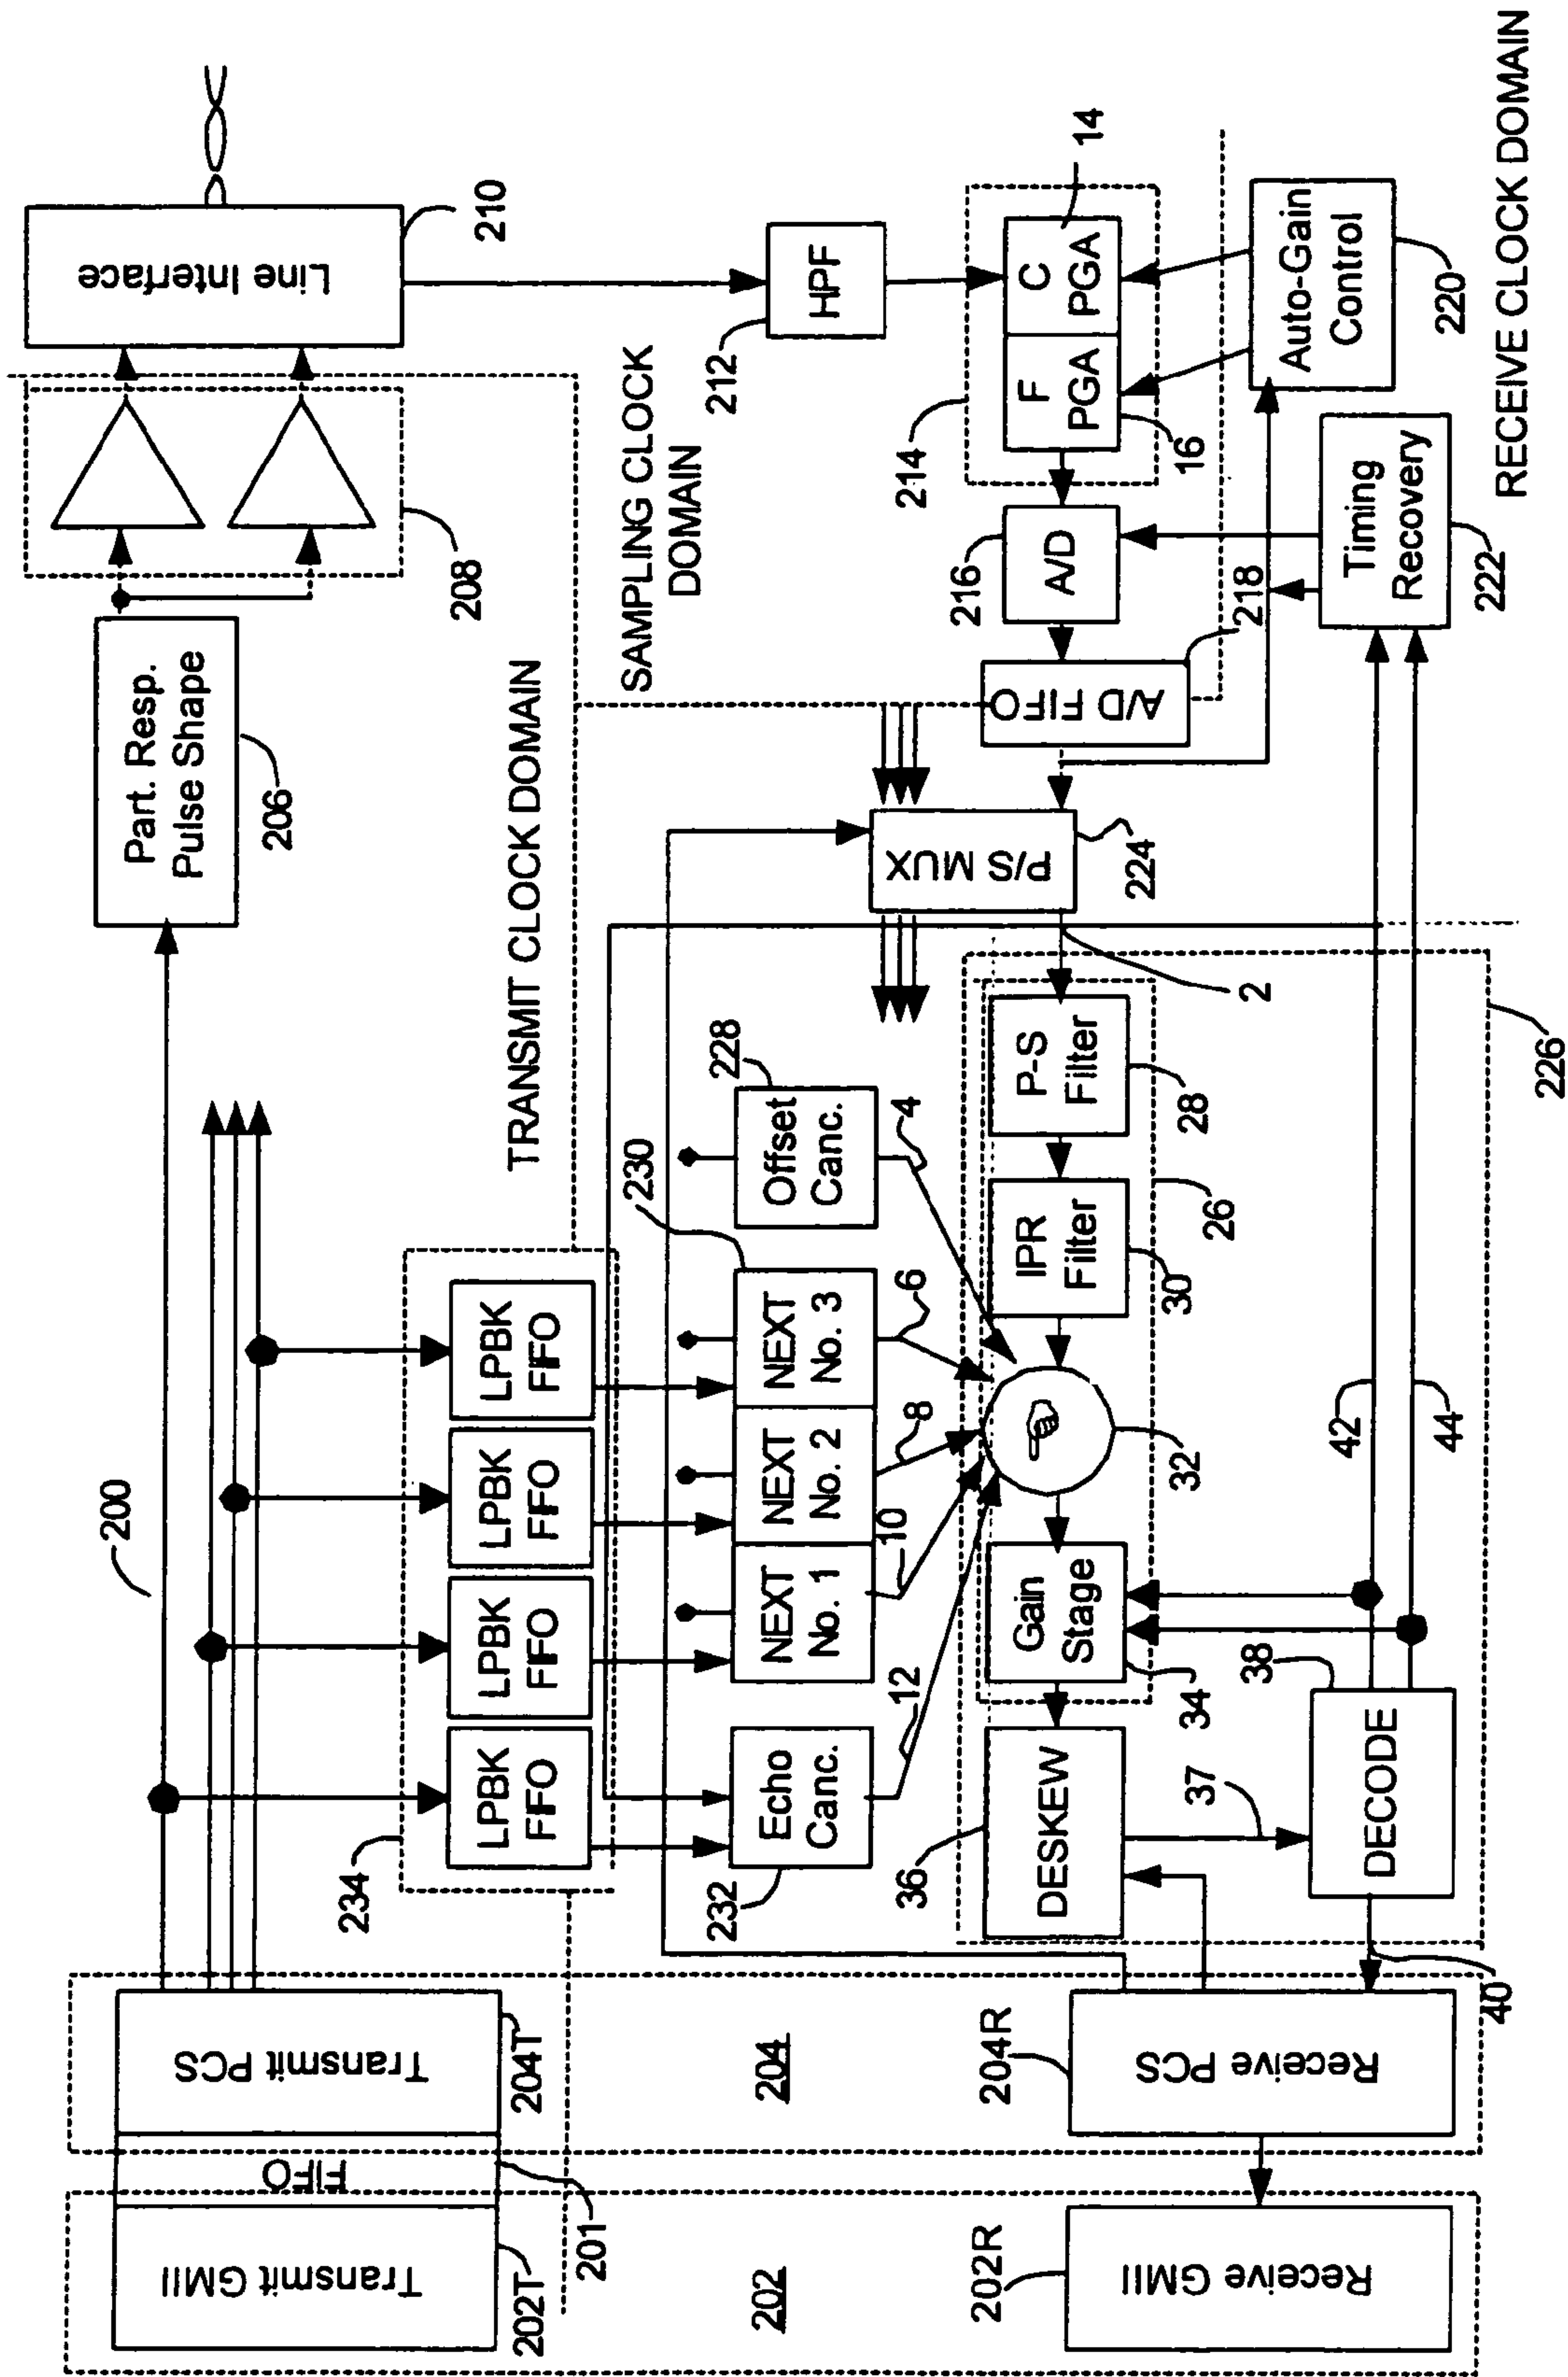 200
Transmit GMII
202T
FIFO
201
Transmit PCS
204T
Part. Resp.
Pulse Shape
206
208
Line Interface
210
TRANSMIT CLOCK DOMAIN
SAMPLING CLOCK
DOMAIN
234
LPBK
FIFO
LPBK
FIFO
LPBK
FIFO
LPBK
FIFO
232
Echo
Canc.
NEXT
No. 1
NEXT
No. 2
NEXT
No. 3
230
Offset
Canc.
228
12
10
8
6
4
P/S MUX
224
212
HPF
214
F
PGA
C
PGA
14
16
216
A/D
A/D FIFO
218
202
204
202R
Receive GMII
204R
Receive PCS
36
DESKEW
37
Gain
Stage
34
32
IPR
Filter
30
P-S
Filter
28
26
2
38
DECODE
40
42
44
Timing
Recovery
222
Auto-Gain
Control
220
226
RECEIVE CLOCK DOMAIN